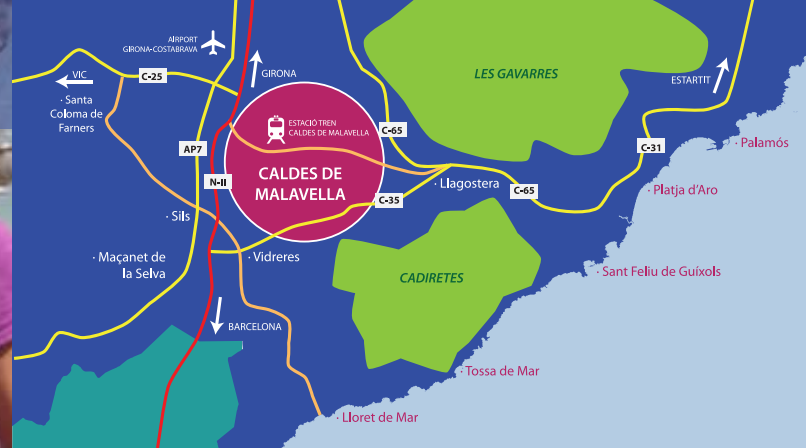 AIRPORT
GIRONA-COSTABRAVA
VIC
C-25
GIRONA
LES GAVARRES
ESTARTIT
· Santa
Coloma de
Farners
ESTACIÓ TREN
CALDES DE MALAVELLA
C-65
AP7
C-31
· Palamós
N-II
CALDES DE
MALAVELLA
· Llagostera
C-65
C-35
· Platja d'Aro
· Sils
· Maçanet de
la Selva
· Vidreres
CADIRETES
· Sant Feliu de Guíxols
BARCELONA
· Tossa de Mar
· Lloret de Mar